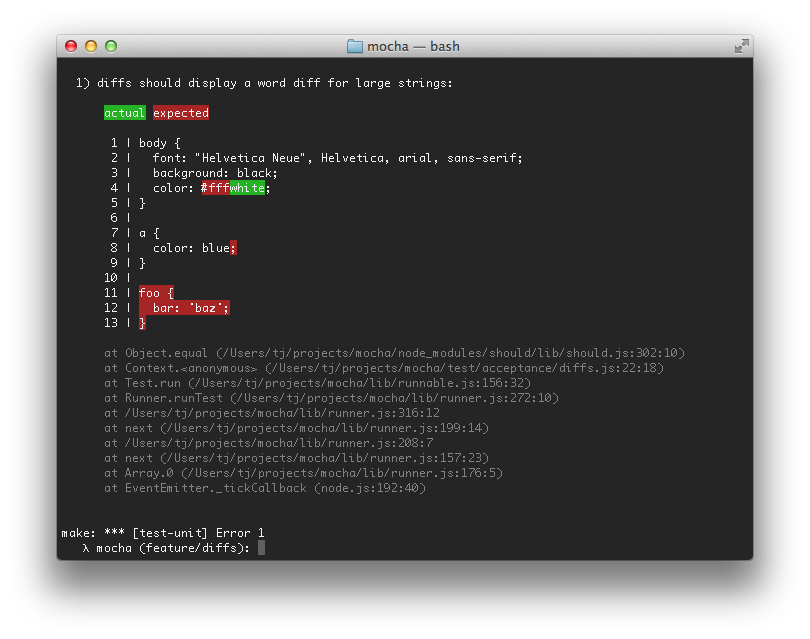 mocha — bash
1) diffs should display a word diff for large strings:
actual expected
1 | body {
2 | font: "Helvetica Neue", Helvetica, arial, sans-serif;
3 | background: black;
4 | color: #fffwhite;
5 | }
6 |
7 | a {
8 | color: blue;
9 | }
10 |
11 | foo {
12 | bar: 'baz';
13 | }
at Object.equal (/Users/tj/projects/mocha/node_modules/should/lib/should.js:302:10)
at Context.<anonymous> (/Users/tj/projects/mocha/test/acceptance/diffs.js:22:18)
at Test.run (/Users/tj/projects/mocha/lib/runnable.js:156:32)
at Runner.runTest (/Users/tj/projects/mocha/lib/runner.js:272:10)
at /Users/tj/projects/mocha/lib/runner.js:316:12
at next (/Users/tj/projects/mocha/lib/runner.js:199:14)
at /Users/tj/projects/mocha/lib/runner.js:208:7
at next (/Users/tj/projects/mocha/lib/runner.js:157:23)
at Array.0 (/Users/tj/projects/mocha/lib/runner.js:176:5)
at EventEmitter._tickCallback (node.js:192:40)
make: *** [test-unit] Error 1
λ mocha (feature/diffs):